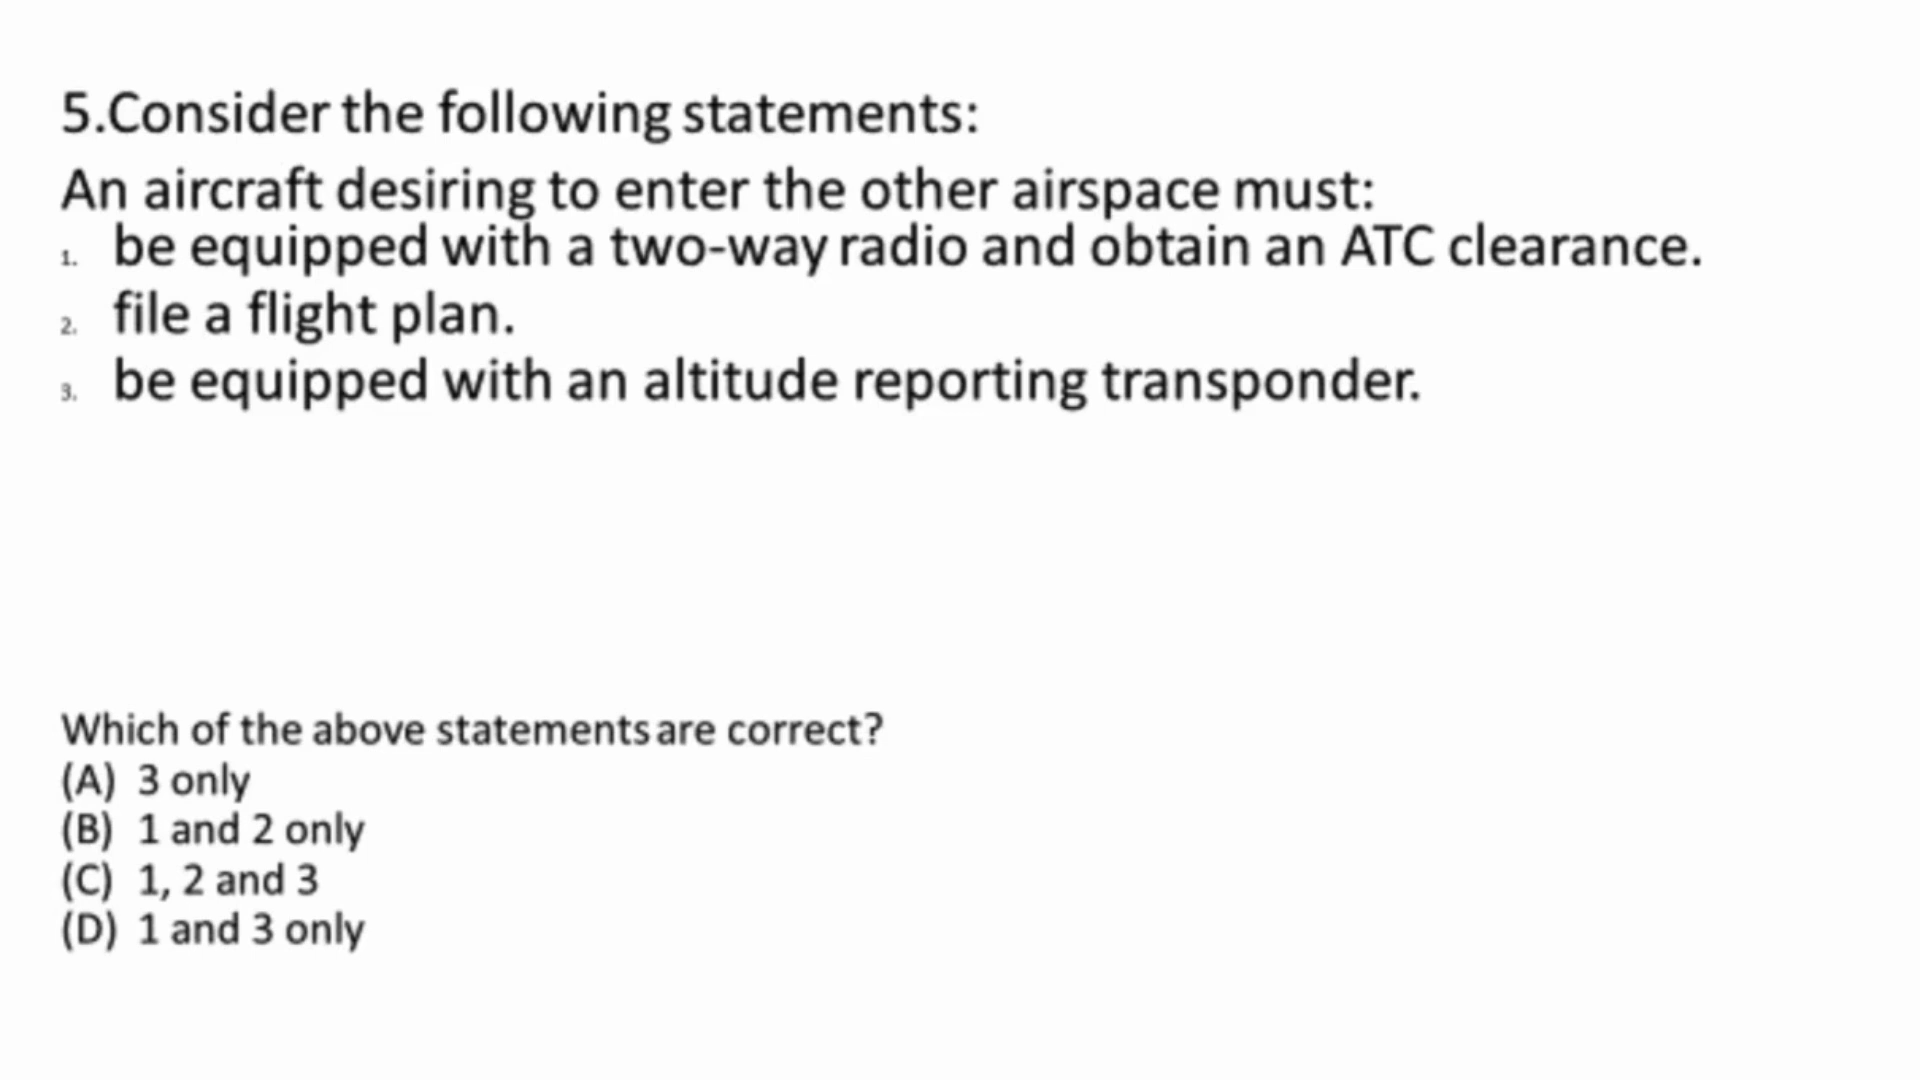 5.Consider the following statements:
An aircraft desiring to enter the other airspace must:
1. be equipped with a two-way radio and obtain an ATC clearance.
2. file a flight plan.
3. be equipped with an altitude reporting transponder.
Which of the above statements are correct?
(A) 3 only
(B) 1 and 2 only
(C) 1, 2 and 3
(D) 1 and 3 only